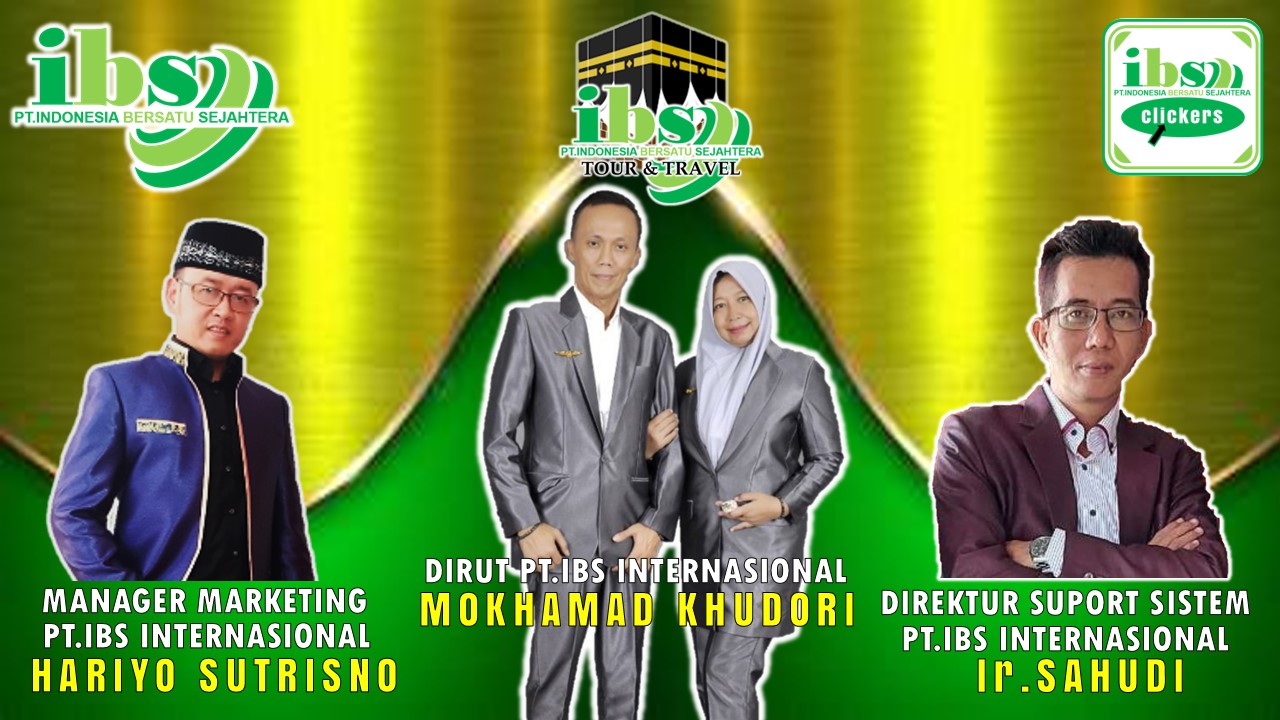 ibs
PT.INDONESIA BERSATU SEJAHTERA
ibs
PT.INDONESIA BERSATU SEJAHTERA
TOUR & TRAVEL
ibs
PT.INDONESIA BERSATU SEJAHTERA
clickers
MANAGER MARKETING
PT.IBS INTERNASIONAL
HARIYO SUTRISNO
DIRUT PT.IBS INTERNASIONAL
MOKHAMAD KHUDORI
DIREKTUR SUPORT SISTEM
PT.IBS INTERNASIONAL
Ir.SAHUDI